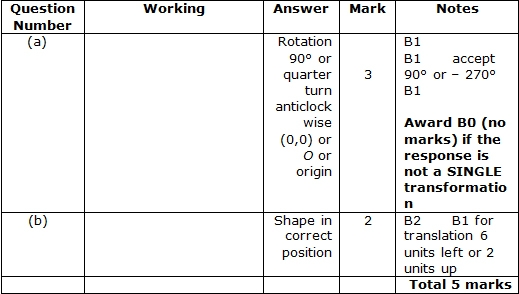 Question Number Working Answer Mark Notes
(a) Rotation B1
90° or B1 accept
quarter 3 90° or – 270°
turn B1
anticlock
wise Award B0 (no
(0,0) or marks) if the
O or response is
origin not a SINGLE
transformatio
n
(b) Shape in 2 B2 B1 for
correct translation 6
position units left or 2
units up
Total 5 marks